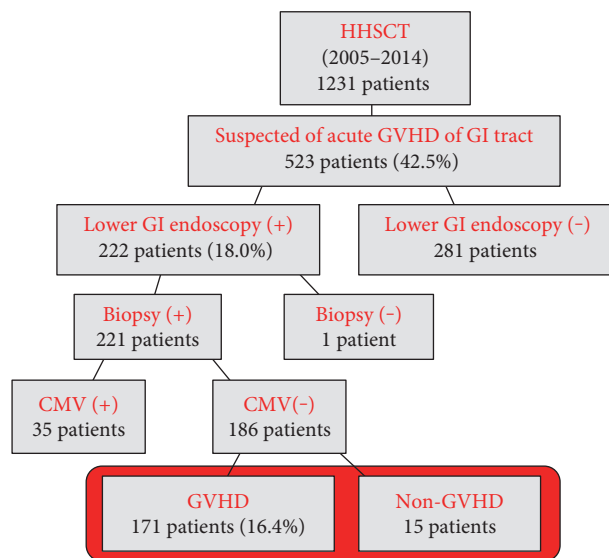 HHSCT
(2005–2014)
1231 patients
Suspected of acute GVHD of GI tract
523 patients (42.5%)
Lower GI endoscopy (+)
222 patients (18.0%)
Lower GI endoscopy (-)
281 patients
Biopsy (+)
221 patients
Biopsy (-)
1 patient
CMV (+)
35 patients
CMV(-)
186 patients
GVHD
171 patients (16.4%)
Non-GVHD
15 patients